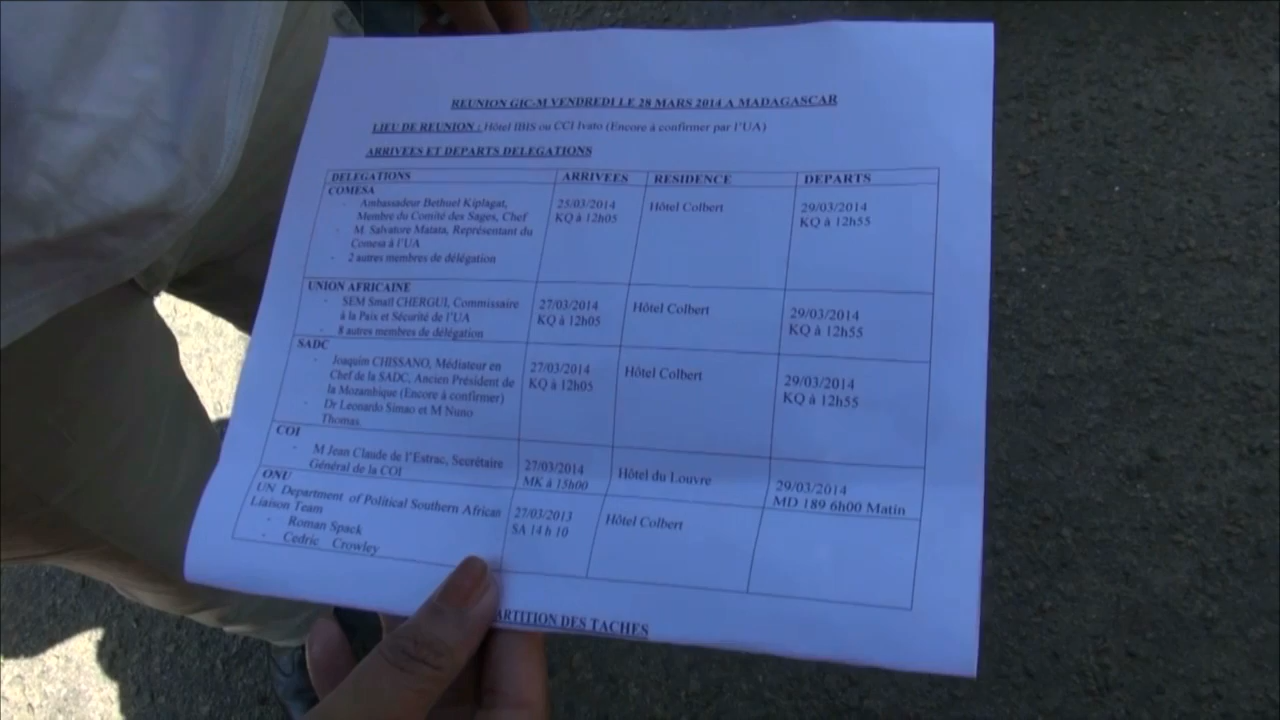 REUNION GIC-M VENDREDI LE 28 MARS 2014 A MADAGASCAR
LIEU DE REUNION : Hôtel IBIS ou CCI Ivato (Encore à confirmer par l'UA)
ARRIVEES ET DEPARTS DELEGATIONS
DELEGATIONS ARRIVEES RESIDENCE DEPARTS
COMESA
- Ambassadeur Bethuel Kiplagat,
Membre du Comité des Sages, Chef
- M. Salvatore Matata, Représentant du
Comesa à l'UA
- 2 autres membres de délégation
25/03/2014
KQ à 12h05
Hôtel Colbert
29/03/2014
KQ à 12h55
UNION AFRICAINE
- SEM Smaïl CHERGUI, Commissaire
à la Paix et Sécurité de l'UA
- 8 autres membres de délégation
27/03/2014
KQ à 12h05
Hôtel Colbert
29/03/2014
KQ à 12h55
SADC
- Joaquim CHISSANO, Médiateur en
Chef de la SADC, Ancien Président de
la Mozambique (Encore à confirmer)
- Dr Leonardo Simao et M Nuno
Thomas.
27/03/2014
KQ à 12h05
Hôtel Colbert
29/03/2014
KQ à 12h55
COI
- M Jean Claude de l'Estrac, Secrétaire
Général de la COI
27/03/2014
MK à 15h00
Hôtel du Louvre
29/03/2014
MD 189 6h00 Matin
ONU
UN Department of Political Southern African
Liaison Team
- Roman Spack
- Cedric Crowley
27/03/2013
SA 14 h 10
Hôtel Colbert
ARTITION DES TACHES